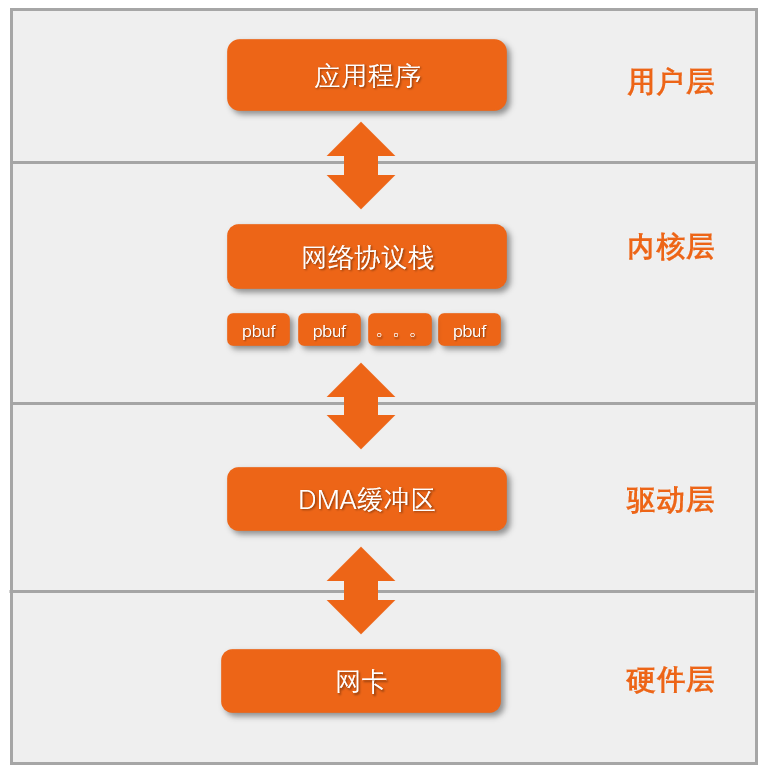 应用程序
用户层
网络协议栈
内核层
pbuf pbuf 。。。 pbuf
DMA缓冲区
驱动层
网卡
硬件层